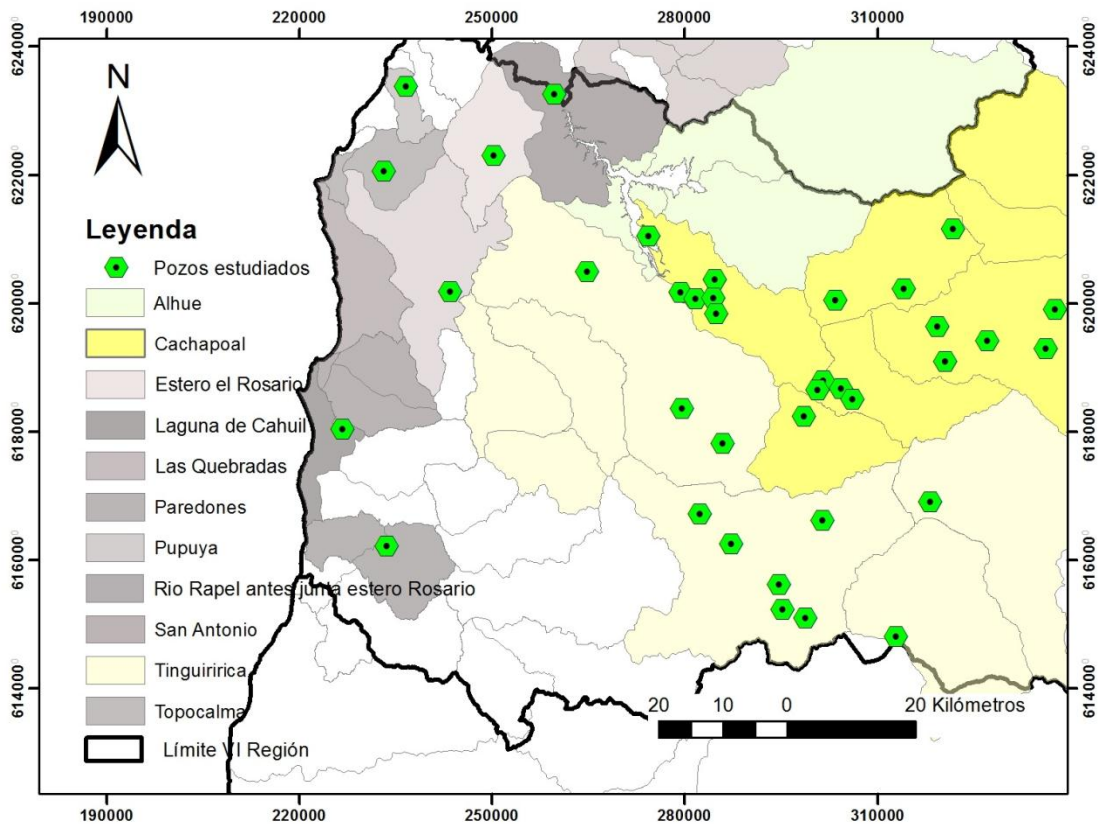 190000 220000 250000 280000 310000
6240000 6240000
6220000 6220000
6200000 6200000
6180000 6180000
6160000 6160000
6140000 6140000
N
Leyenda
Pozos estudiados
Alhue
Cachapoal
Estero el Rosario
Laguna de Cahuil
Las Quebradas
Paredones
Pupuya
Rio Rapel antes junta estero Rosario
San Antonio
Tinguiririca
Topocalma
Límite VI Región
20 10 0 20 Kilómetros
190000 220000 250000 280000 310000